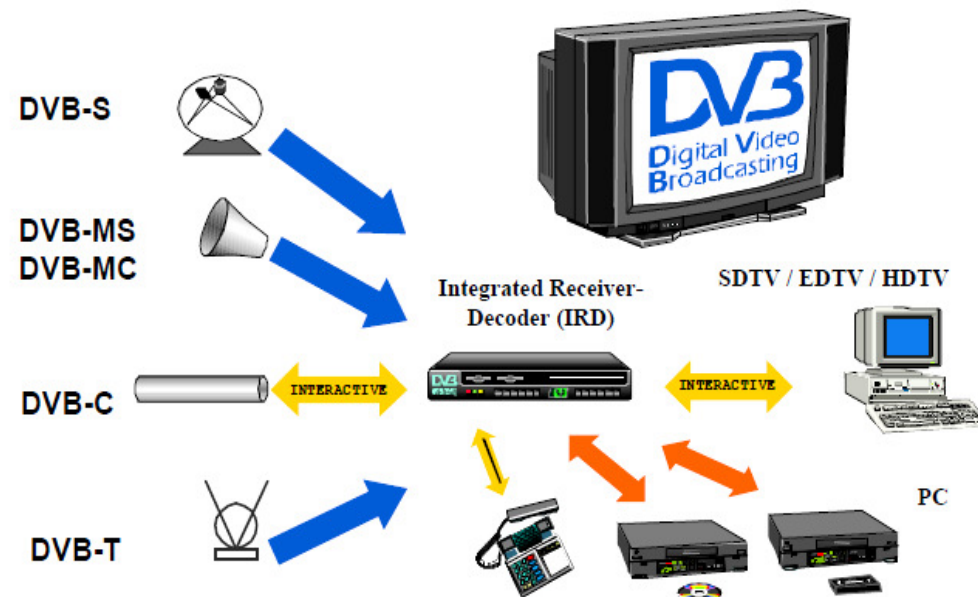 DVB-S
DVB
Digital Video
Broadcasting
DVB-MS
DVB-MC
SDTV / EDTV / HDTV
Integrated Receiver-
Decoder (IRD)
DVB
DVB-C
INTERACTIVE
INTERACTIVE
PC
DVB-T